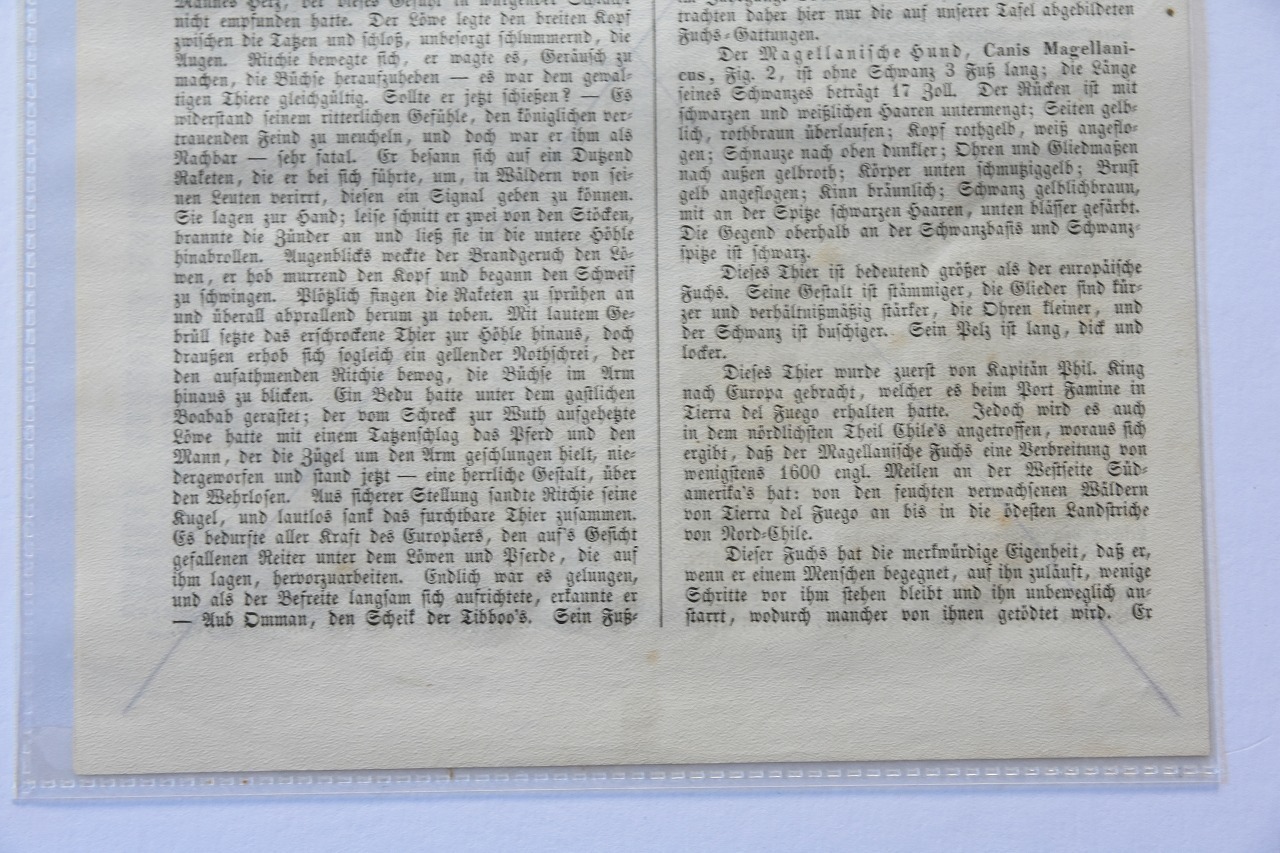 Mannes Herz, der dieses Gefühl in
nicht empfunden hatte. Der Löwe legte den breiten Kopf
zwiſchen die Tatzen und ſchloß, unbeſorgt ſchlummernd, die
Augen. Ritchie bewegte ſich, er wagte es, Geräuſch zu
machen, die Büchſe heraufzuheben — es war dem gewal-
tigen Thiere gleichgültig. Sollte er jetzt ſchießen? — Es
widerſtand ſeinem ritterlichen Gefühle, den königlichen ver-
trauenden Feind zu meucheln, und doch war er ihm als
Nachbar — ſehr fatal. Er beſann ſich auf ein Dutzend
Raketen, die er bei ſich führte, um, in Wäldern von ſei-
nen Leuten verirrt, dieſen ein Signal geben zu können.
Sie lagen zur Hand; leiſe ſchnitt er zwei von den Stöcken,
brannte die Zünder an und ließ ſie in die untere Höhle
hinabrollen. Augenblicks weckte der Brandgeruch den Lö-
wen, er hob murrend den Kopf und begann den Schweif
zu ſchwingen. Plötzlich fingen die Raketen zu ſprühen an
und überall abprallend herum zu toben. Mit lautem Ge-
brüll ſetzte das erſchrockene Thier zur Höhle hinaus, doch
draußen erhob ſich ſogleich ein gellender Nothſchrei, der
den aufathmenden Ritchie bewog, die Büchſe im Arm
hinaus zu blicken. Ein Bedu hatte unter dem gaſtlichen
Boabab geraſtet; der vom Schreck zur Wuth aufgehetzte
Löwe hatte mit einem Tatzenſchlag das Pferd und den
Mann, der die Zügel um den Arm geſchlungen hielt, nie-
dergeworfen und ſtand jetzt — eine herrliche Geſtalt, über
den Wehrloſen. Aus ſicherer Stellung ſandte Ritchie ſeine
Kugel, und lautlos ſank das furchtbare Thier zuſammen.
Es bedurfte aller Kraft des Europäers, den auf's Geſicht
gefallenen Reiter unter dem Löwen und Pferde, die auf
ihm lagen, hervorzuarbeiten. Endlich war es gelungen,
und als der Befreite langſam ſich aufrichtete, erkannte er
— Aub Omman, den Scheik der Tibboo's. Sein Fuß-
trachten daher hier nur die auf unſerer Tafel abgebildeten
Fuchs-Gattungen.
Der Magellaniſche Hund, Canis Magellani-
cus, Fig. 2, iſt ohne Schwanz 3 Fuß lang; die Länge
ſeines Schwanzes beträgt 17 Zoll. Der Rücken iſt mit
ſchwarzen und weißlichen Haaren untermengt; Seiten gelb-
lich, rothbraun überlaufen; Kopf rothgelb, weiß angeflo-
gen; Schnauze nach oben dunkler; Ohren und Gliedmaßen
nach außen gelbroth; Körper unten ſchmutziggelb; Bruſt
gelb angeflogen; Kinn bräunlich; Schwanz gelblichbraun,
mit an der Spitze ſchwarzen Haaren, unten bläſſer gefärbt.
Die Gegend oberhalb an der Schwanzbaſis und Schwanz-
ſpitze iſt ſchwarz.
Dieſes Thier iſt bedeutend größer als der europäiſche
Fuchs. Seine Geſtalt iſt ſtämmiger, die Glieder ſind kür-
zer und verhältnißmäßig ſtärker, die Ohren kleiner, und
der Schwanz iſt buſchiger. Sein Pelz iſt lang, dick und
locker.
Dieſes Thier wurde zuerſt von Kapitän Phil. King
nach Europa gebracht, welcher es beim Port Famine in
Tierra del Fuego erhalten hatte. Jedoch wird es auch
in dem nördlichſten Theil Chile's angetroffen, woraus ſich
ergibt, daß der Magellaniſche Fuchs eine Verbreitung von
wenigſtens 1600 engl. Meilen an der Weſtſeite Süd-
amerika's hat: von den feuchten verwachſenen Wäldern
von Tierra del Fuego an bis in die ödeſten Landſtriche
von Nord-Chile.
Dieſer Fuchs hat die merkwürdige Eigenheit, daß er,
wenn er einem Menſchen begegnet, auf ihn zuläuft, wenige
Schritte vor ihm ſtehen bleibt und ihn unbeweglich an-
ſtarrt, wodurch mancher von ihnen getödtet wird. Er